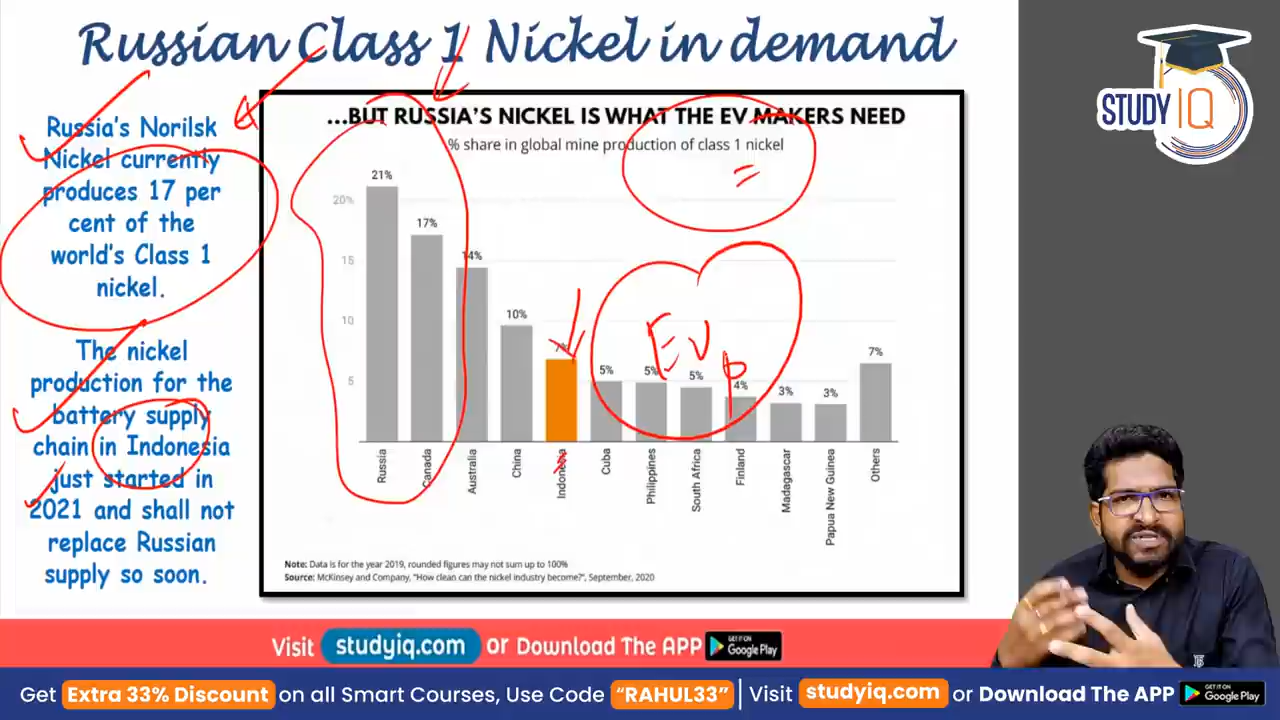 Russian Class 1 Nickel in demand
STUDY IQ
Russia's Norilsk
Nickel currently
produces 17 per
cent of the
world's Class 1
nickel.
The nickel
production for the
battery supply
chain in Indonesia
just started in
2021 and shall not
replace Russian
supply so soon.
...BUT RUSSIA'S NICKEL IS WHAT THE EV MAKERS NEED
% share in global mine production of class 1 nickel
20%
15
10
5
21%
17%
14%
10%
7%
5%
5%
5%
4%
3%
3%
7%
EV
Russia
Canada
Australia
China
Indonesia
Cuba
Philippines
South Africa
Finland
Madagascar
Papua New Guinea
Others
Note: Data is for the year 2019, rounded figures may not sum up to 100%
Source: McKinsey and Company, "How clean can the nickel industry become?", September, 2020
Visit studyiq.com or Download The APP GET IT ON Google Play
Get Extra 33% Discount on all Smart Courses, Use Code "RAHUL33" | Visit studyiq.com or Download The APP GET IT ON Google Play